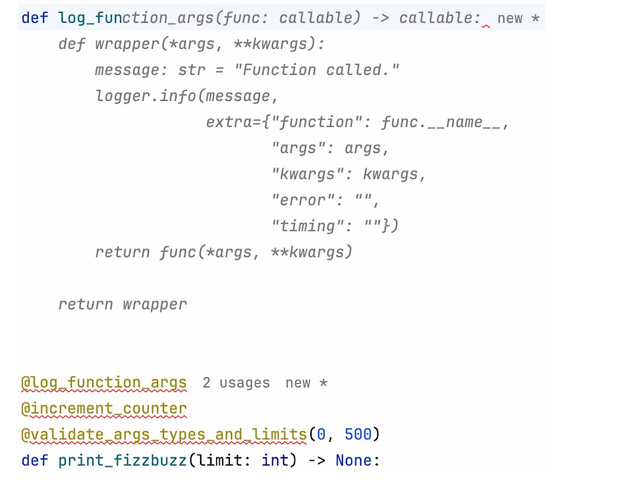 def log_function_args(func: callable) -> callable: new *
    def wrapper(*args, **kwargs):
        message: str = "Function called."
        logger.info(message,
                    extra={"function": func.__name__,
                           "args": args,
                           "kwargs": kwargs,
                           "error": "",
                           "timing": ""})
        return func(*args, **kwargs)
    return wrapper
@log_function_args 2 usages new *
@increment_counter
@validate_args_types_and_limits(0, 500)
def print_fizzbuzz(limit: int) -> None: